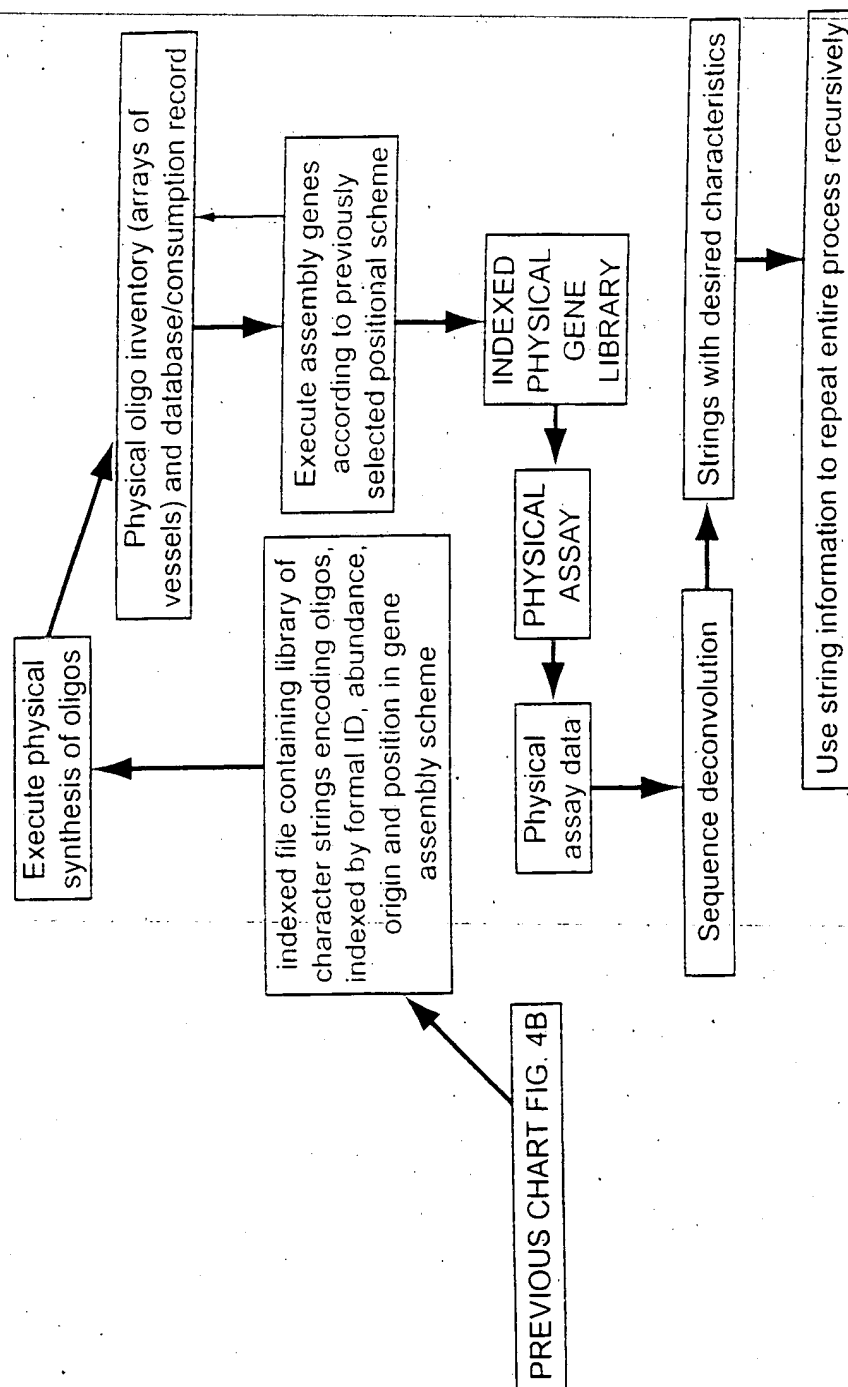 PREVIOUS CHART FIG. 4B
indexed file containing library of
character strings encoding oligos,
indexed by formal ID, abundance,
origin and position in gene
assembly scheme
Execute physical
synthesis of oligos
Physical oligo inventory (arrays of
vessels) and database/consumption record
Execute assembly genes
according to previously
selected positional scheme
INDEXED
PHYSICAL
GENE
LIBRARY
PHYSICAL
ASSAY
Physical
assay data
Sequence deconvolution
Strings with desired characteristics
Use string information to repeat entire process recursively